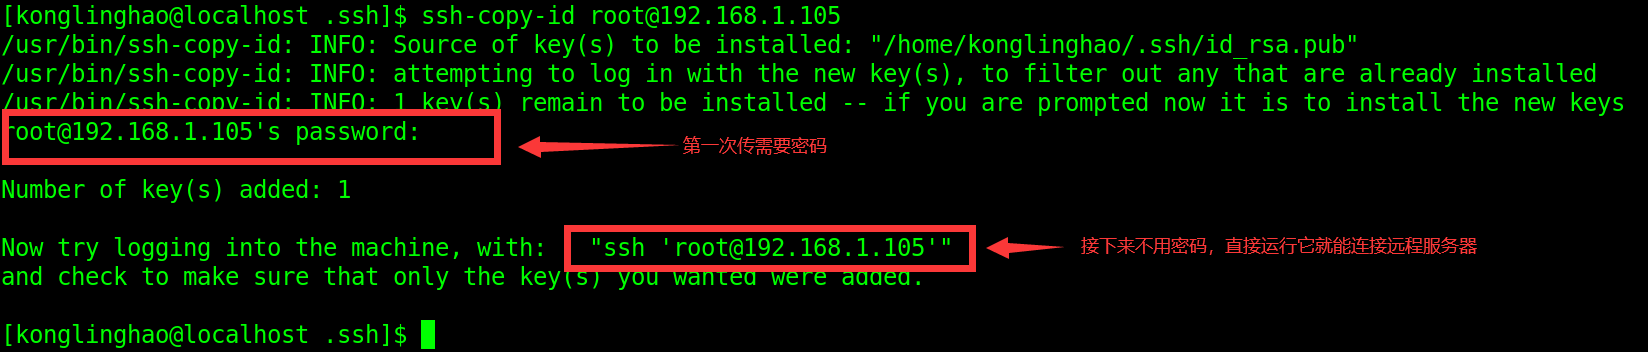 [konglinghao@localhost .ssh]$ ssh-copy-id root@192.168.1.105
/usr/bin/ssh-copy-id: INFO: Source of key(s) to be installed: "/home/konglinghao/.ssh/id_rsa.pub"
/usr/bin/ssh-copy-id: INFO: attempting to log in with the new key(s), to filter out any that are already installed
/usr/bin/ssh-copy-id: INFO: 1 key(s) remain to be installed -- if you are prompted now it is to install the new keys
root@192.168.1.105's password:
第一次传需要密码
Number of key(s) added: 1
Now try logging into the machine, with:   "ssh 'root@192.168.1.105'"
接下来不用密码，直接运行它就能连接远程服务器
and check to make sure that only the key(s) you wanted were added.
[konglinghao@localhost .ssh]$